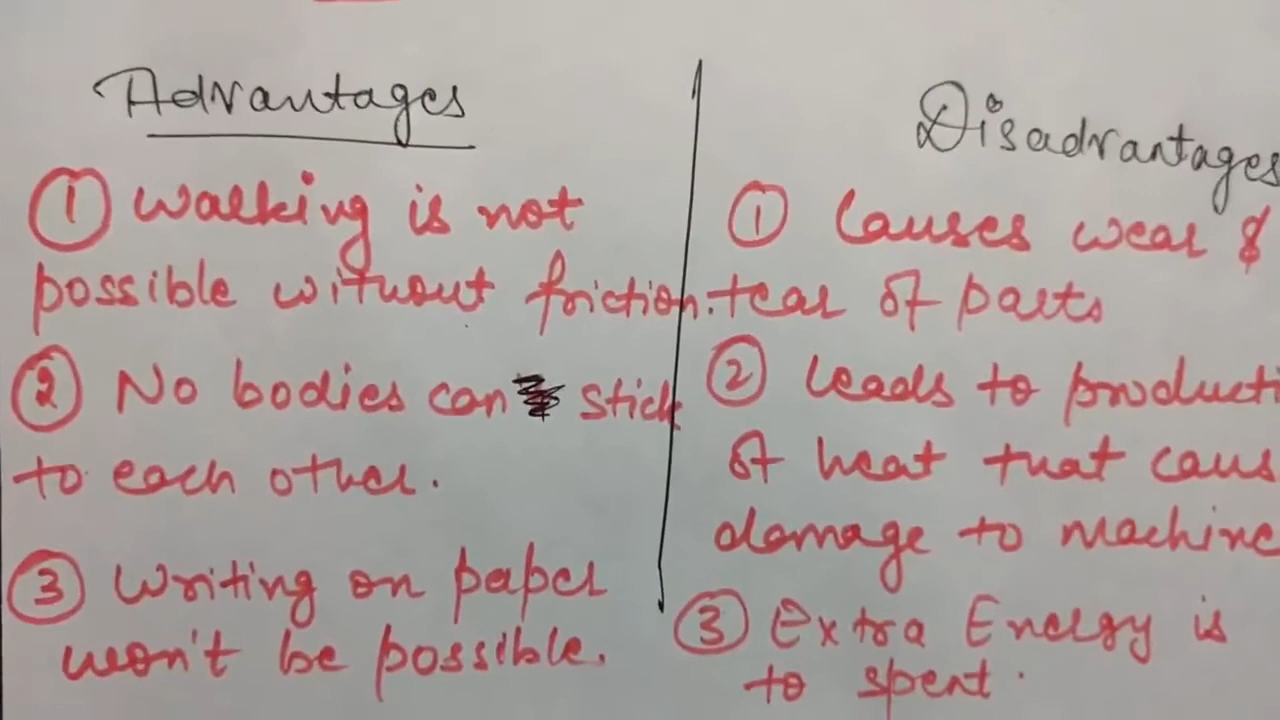 Advantages
① Walking is not
possible without friction.
② No bodies can stick
to each other.
③ Writing on paper
won't be possible.
Disadvantages
① Causes wear &
tear of parts
② Leads to producti
of heat that caus
damage to machine
③ Extra Energy is
to spent.